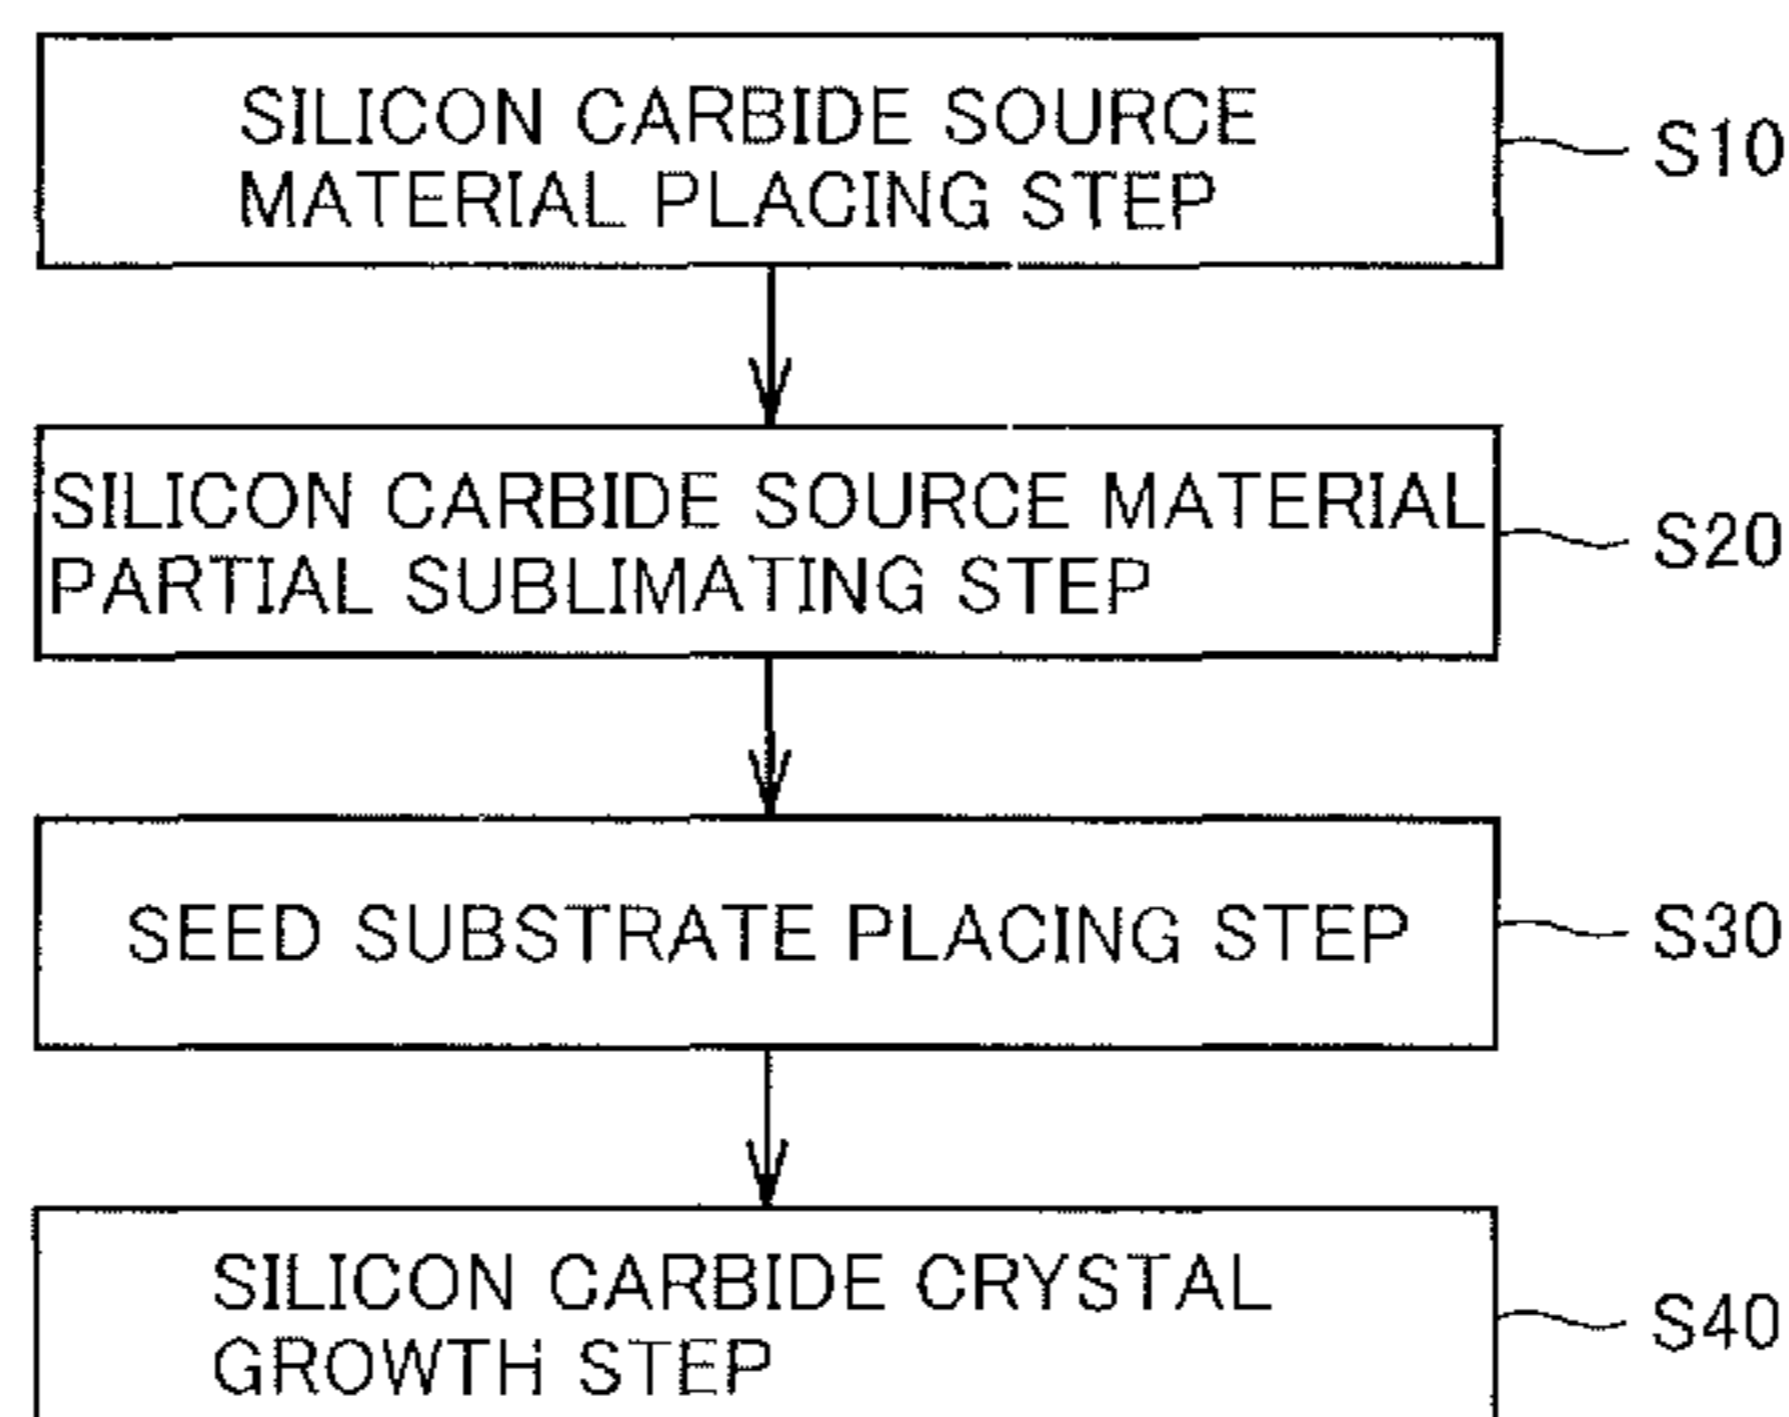 SILICON CARBIDE SOURCE
MATERIAL PLACING STEP
S10
SILICON CARBIDE SOURCE MATERIAL
PARTIAL SUBLIMATING STEP
S20
SEED SUBSTRATE PLACING STEP
S30
SILICON CARBIDE CRYSTAL
GROWTH STEP
S40